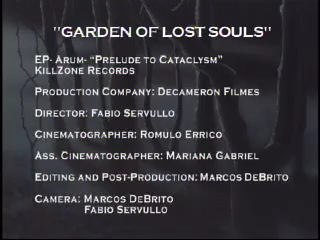 "GARDEN OF LOST SOULS"
EP- ARUM- “PRELUDE TO CATACLYSM”
KILLZONE RECORDS
PRODUCTION COMPANY: DECAMERON FILMES
DIRECTOR: FABIO SERVULLO
CINEMATOGRAPHER: ROMULO ERRICO
ASS. CINEMATOGRAPHER: MARIANA GABRIEL
EDITING AND POST-PRODUCTION: MARCOS DEBRITO
CAMERA: MARCOS DEBRITO
FABIO SERVULLO